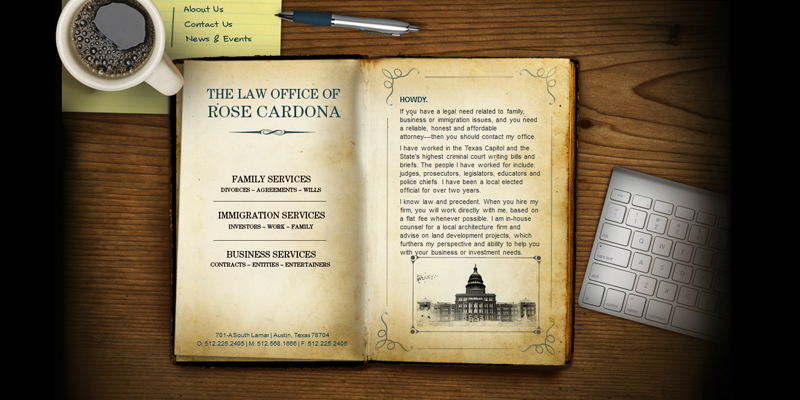 About Us
Contact Us
News & Events
THE LAW OFFICE OF
ROSE CARDONA
FAMILY SERVICES
DIVORCES – AGREEMENTS – WILLS
IMMIGRATION SERVICES
INVESTORS – WORK – FAMILY
BUSINESS SERVICES
CONTRACTS – ENTITIES – ENTERTAINERS
701-A South Lamar | Austin, Texas 78704
O: 512.225.2405 | M: 512.568.1666 | F: 512.225.2406
HOWDY.
If you have a legal need related to family,
business or immigration issues, and you need
a reliable, honest and affordable
attorney—then you should contact my office.
I have worked in the Texas Capitol and the
State's highest criminal court writing bills and
briefs. The people I have worked for include:
judges, prosecutors, legislators, educators and
police chiefs. I have been a local elected
official for over two years.
I know law and precedent. When you hire my
firm, you will work directly with me, based on
a flat fee whenever possible. I am in-house
counsel for a local architecture firm and
advise on land development projects, which
furthers my perspective and ability to help you
with your business or investment needs.